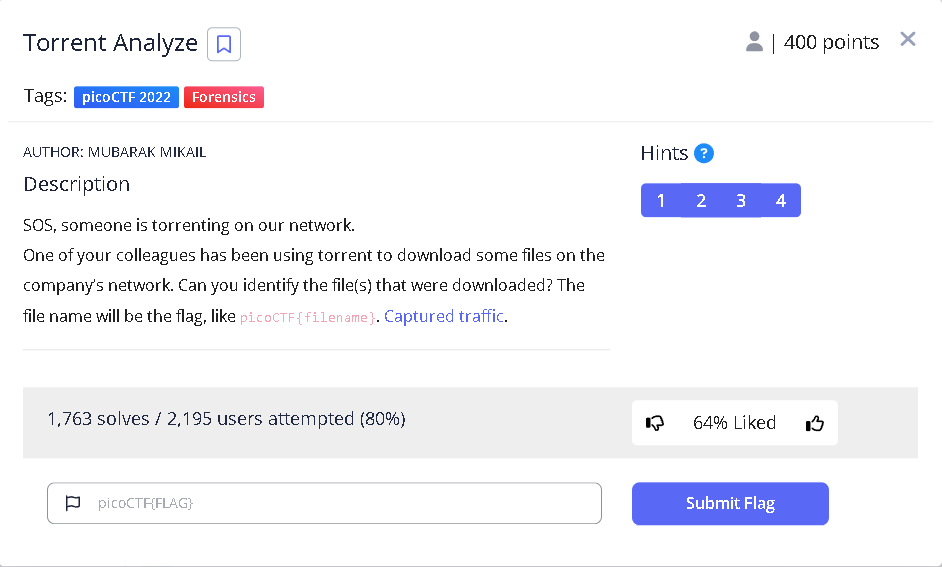 Torrent Analyze
| 400 points
Tags: picoCTF 2022 Forensics
AUTHOR: MUBARAK MIKAIL
Description
SOS, someone is torrenting on our network.
One of your colleagues has been using torrent to download some files on the
company's network. Can you identify the file(s) that were downloaded? The
file name will be the flag, like picoCTF{filename}. Captured traffic.
Hints ?
1 2 3 4
1,763 solves / 2,195 users attempted (80%)
64% Liked
picoCTF{FLAG}
Submit Flag